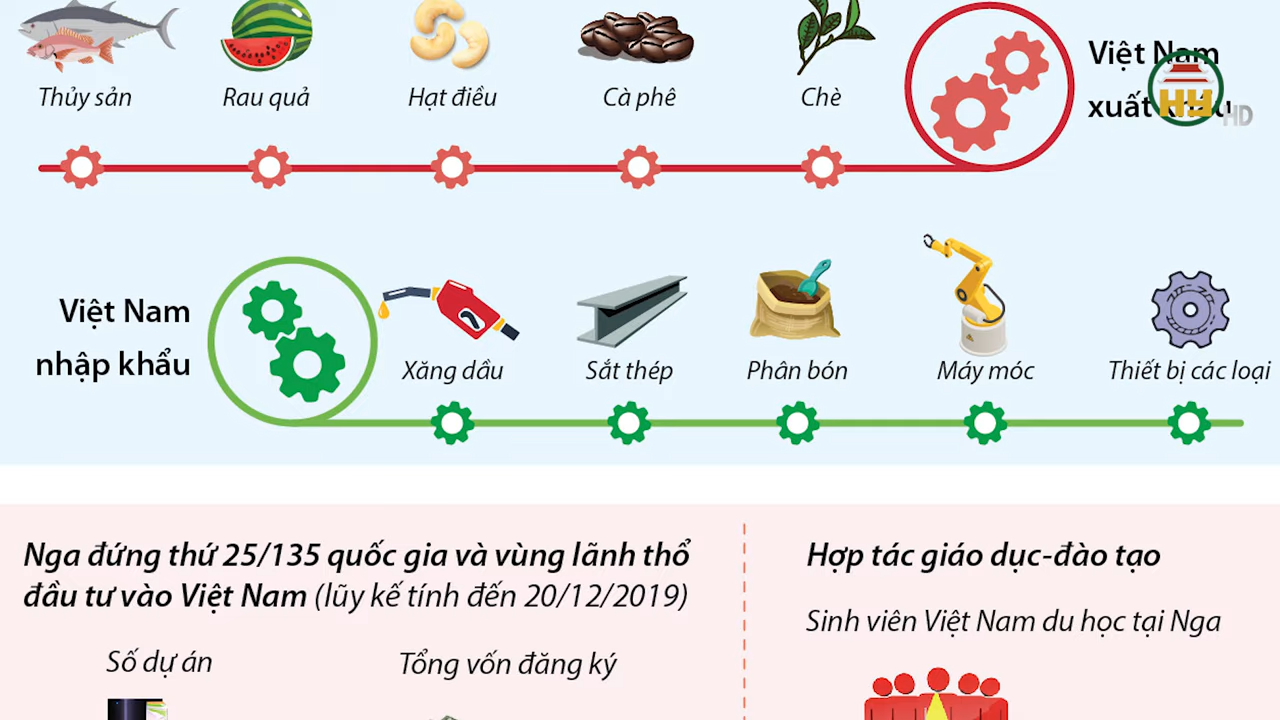 Thủy sản
Rau quả
Hạt điều
Cà phê
Chè
Việt Nam
xuất khẩu
HY
HD
Việt Nam
nhập khẩu
Xăng dầu
Sắt thép
Phân bón
Máy móc
Thiết bị các loại
Nga đứng thứ 25/135 quốc gia và vùng lãnh thổ
đầu tư vào Việt Nam (lũy kế tính đến 20/12/2019)
Số dự án
Tổng vốn đăng ký
Hợp tác giáo dục-đào tạo
Sinh viên Việt Nam du học tại Nga